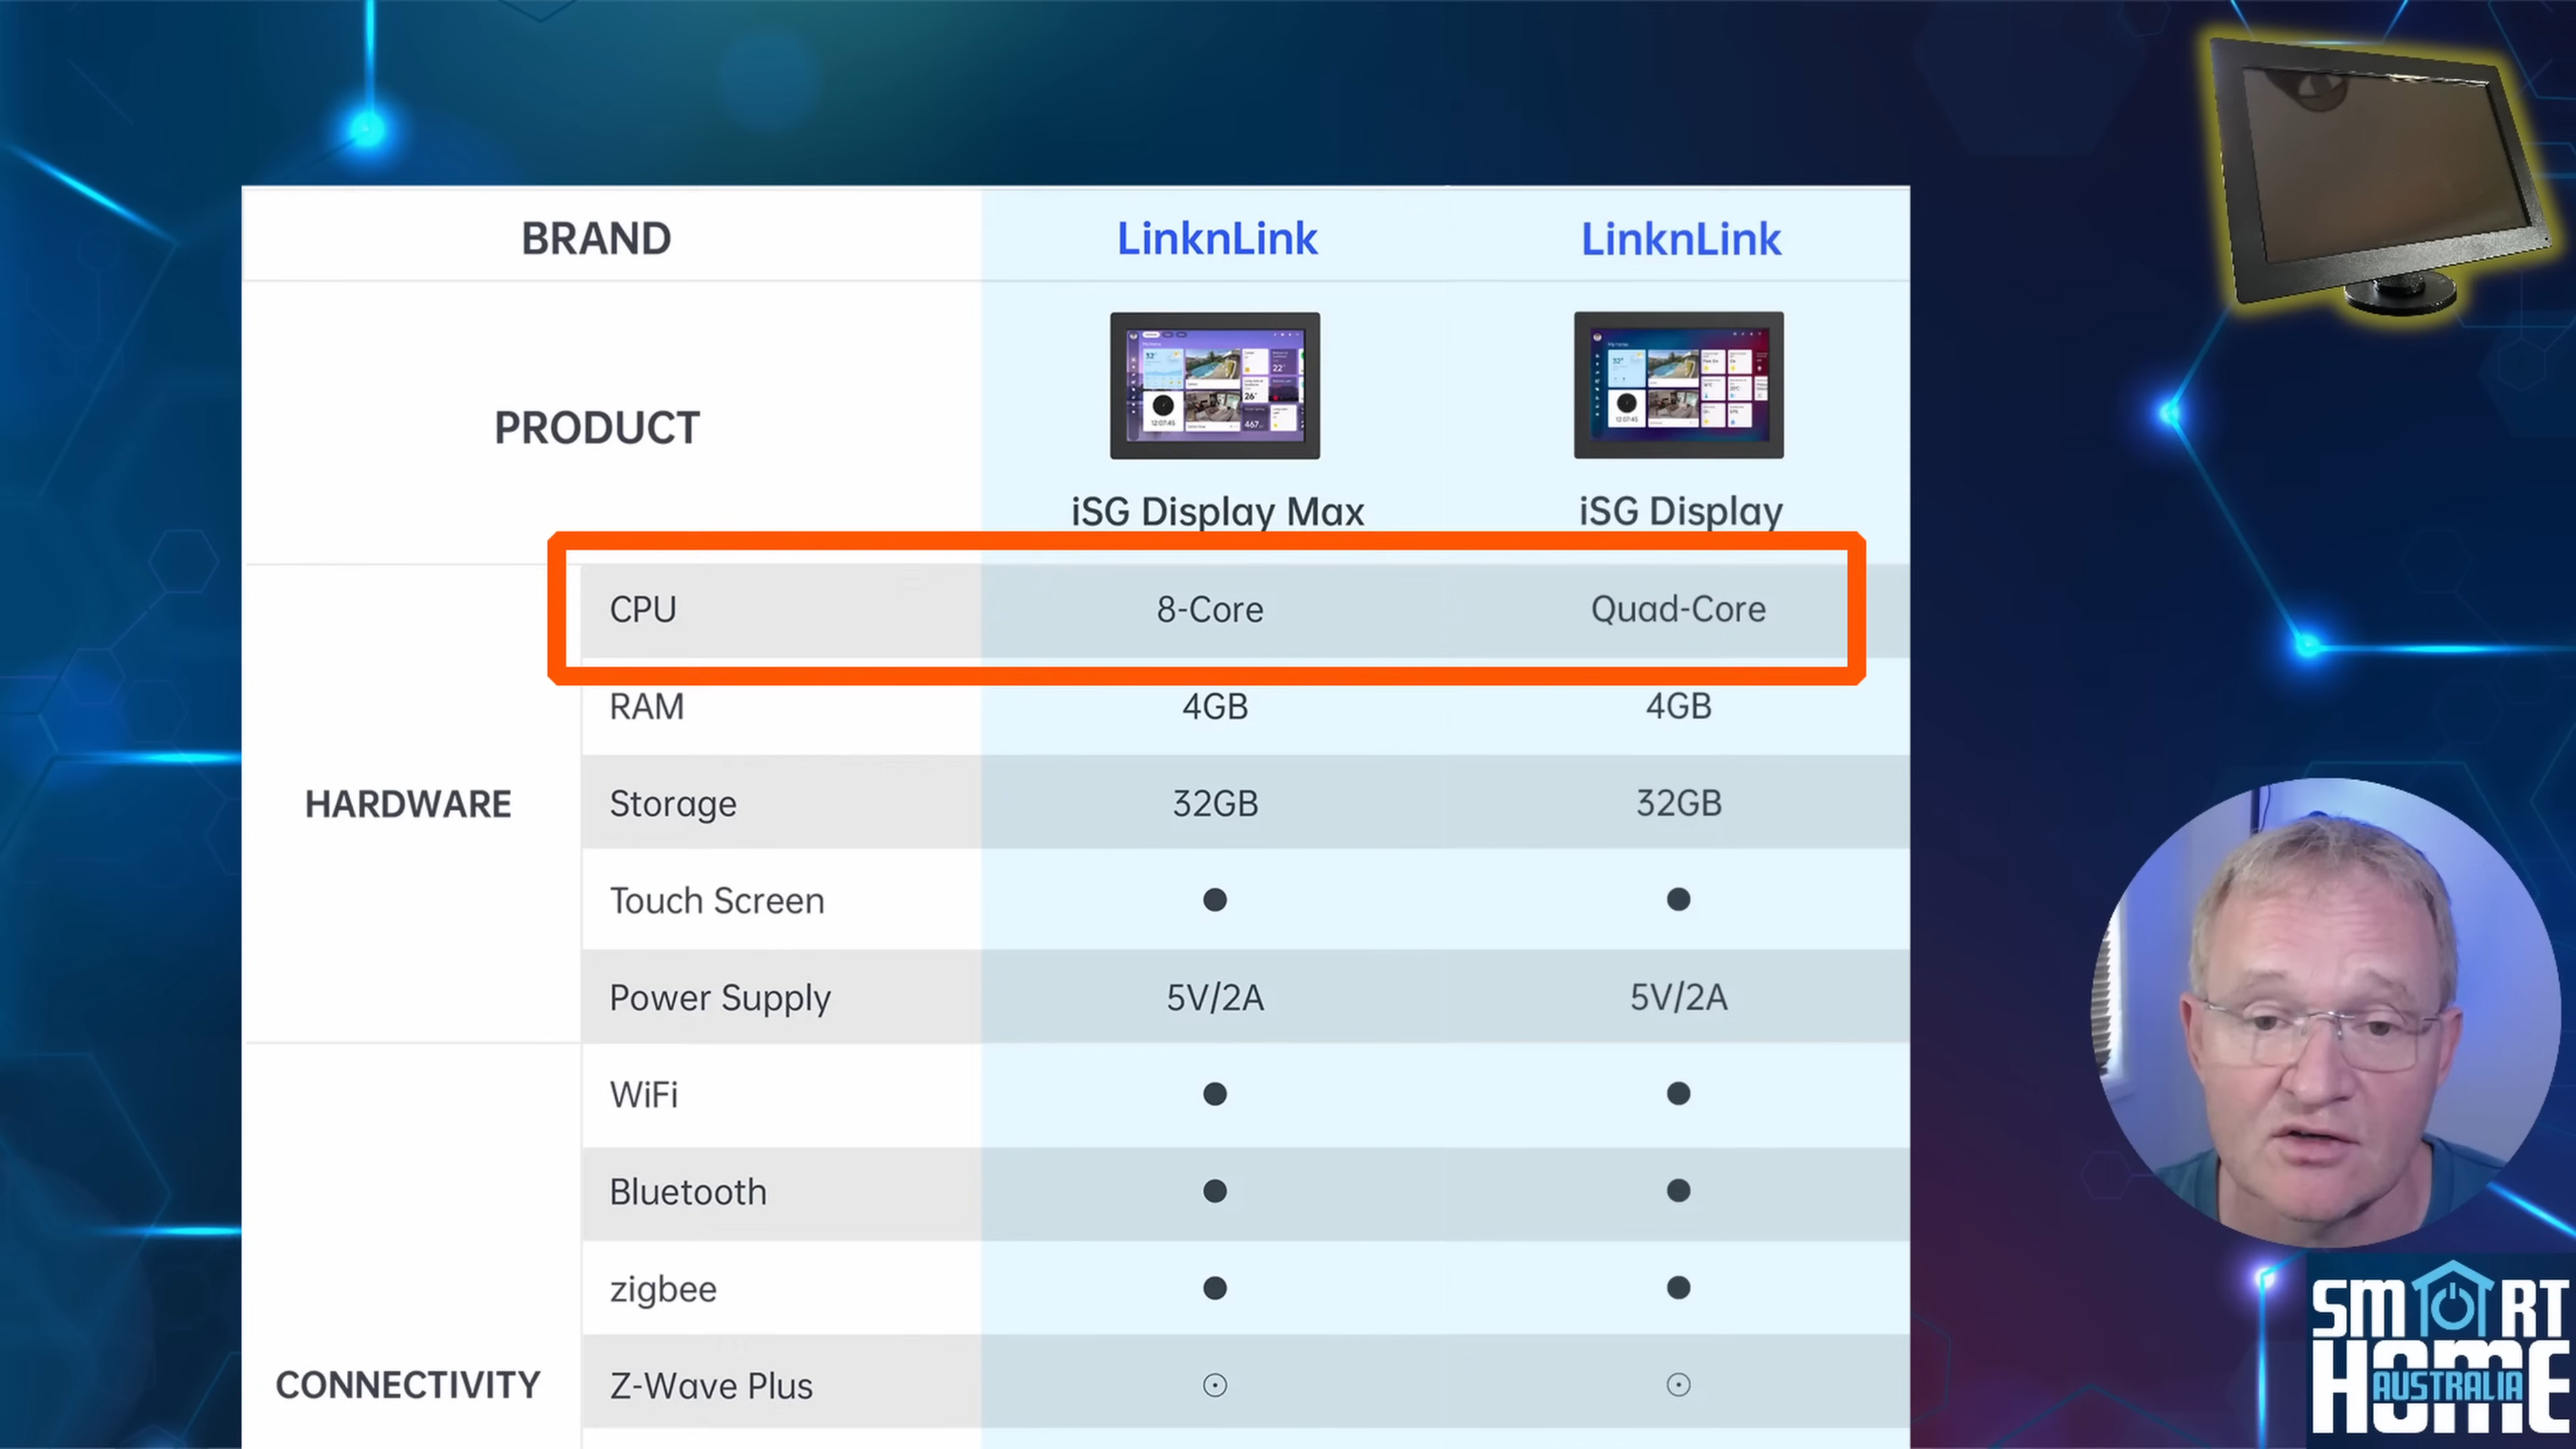 BRAND LinknLink LinknLink
PRODUCT
iSG Display Max iSG Display
CPU 8-Core Quad-Core
RAM 4GB 4GB
HARDWARE Storage 32GB 32GB
Touch Screen ● ●
Power Supply 5V/2A 5V/2A
WiFi ● ●
Bluetooth ● ●
zigbee ● ●
CONNECTIVITY Z-Wave Plus ⊙ ⊙
SMART
HOME
AUSTRALIA